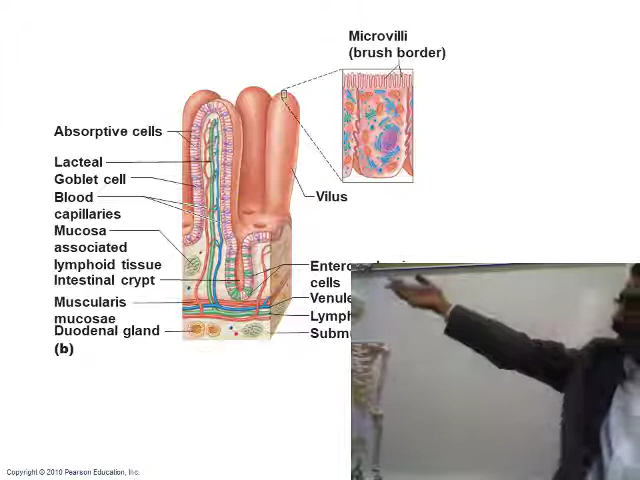 Microvilli
(brush border)
Absorptive cells
Lacteal
Goblet cell
Blood
capillaries
Vilus
Mucosa
associated
lymphoid tissue
Intestinal crypt
cells
Muscularis
mucosae
Venule
Duodenal gland
(b)
Copyright © 2010 Pearson Education, Inc.